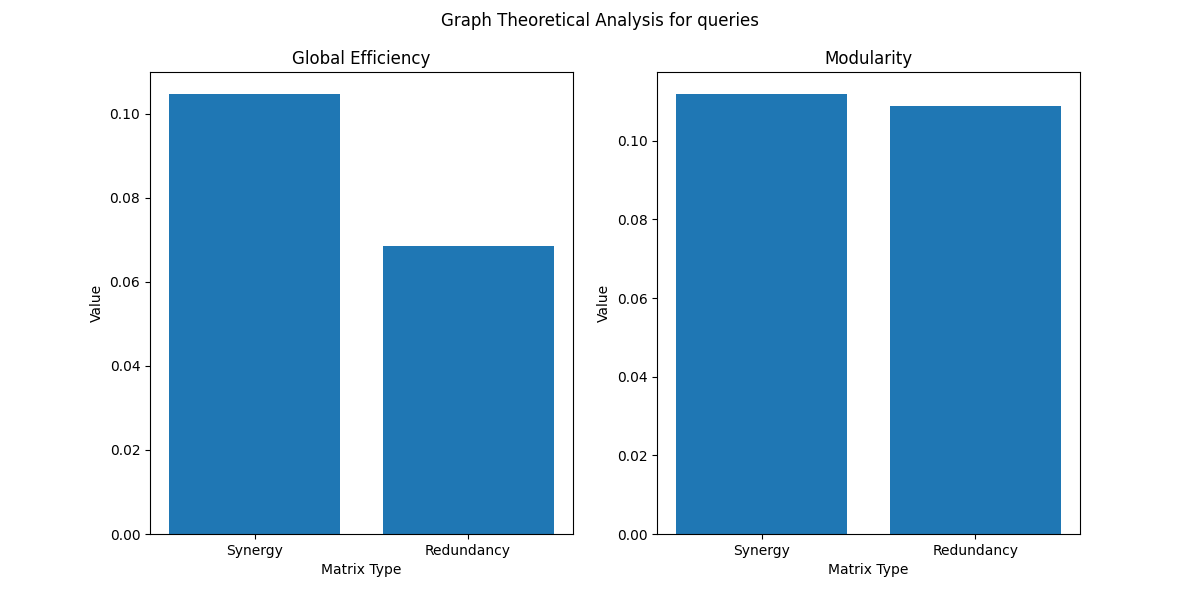 Graph Theoretical Analysis for queries
Global Efficiency
0.10
0.08
0.06
0.04
0.02
0.00
Value
Synergy
Redundancy
Matrix Type
Modularity
0.10
0.08
0.06
0.04
0.02
0.00
Value
Synergy
Redundancy
Matrix Type